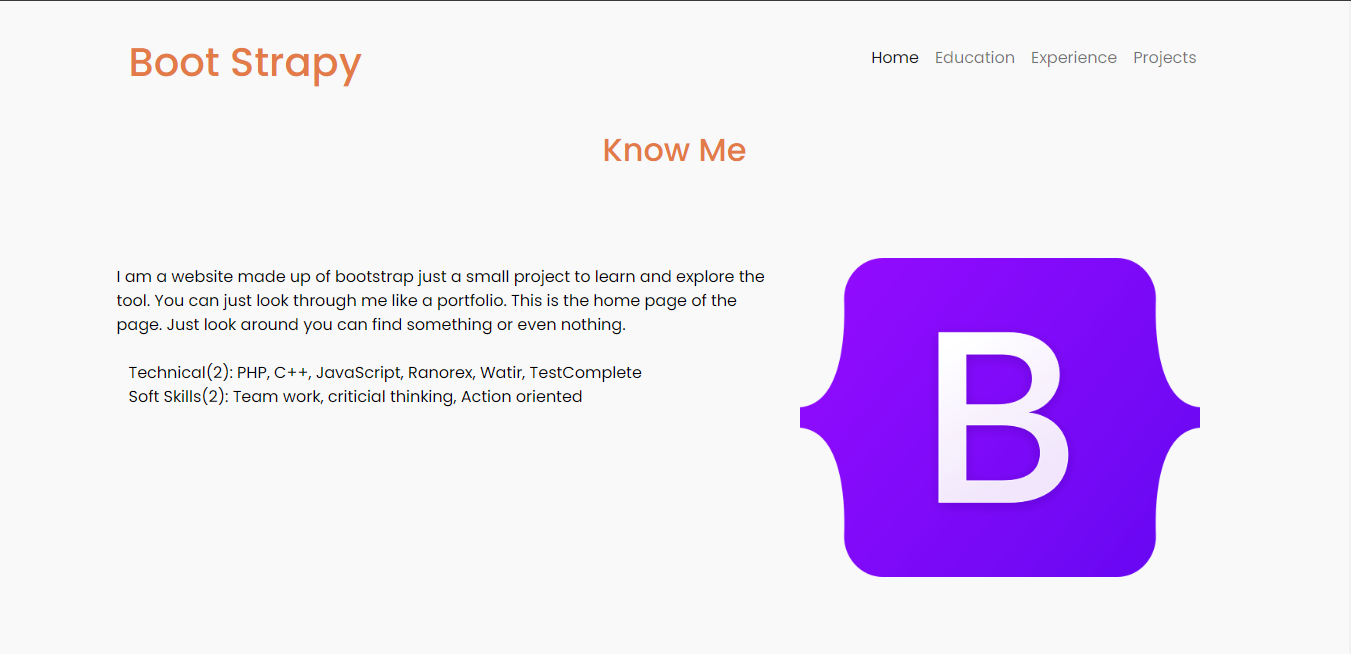 Boot Strapy
Home Education Experience Projects
Know Me
I am a website made up of bootstrap just a small project to learn and explore the
tool. You can just look through me like a portfolio. This is the home page of the
page. Just look around you can find something or even nothing.
Technical(2): PHP, C++, JavaScript, Ranorex, Watir, TestComplete
Soft Skills(2): Team work, criticial thinking, Action oriented
B